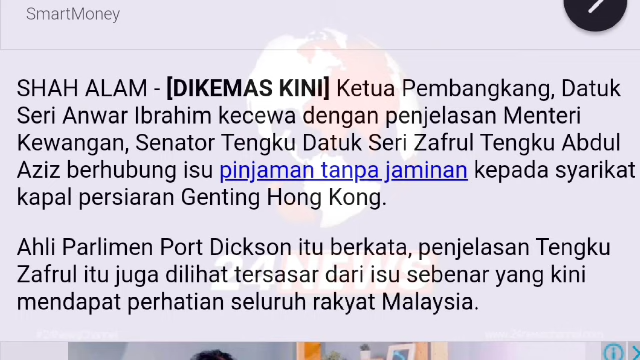 SmartMoney
SHAH ALAM - [DIKEMAS KINI] Ketua Pembangkang, Datuk
Seri Anwar Ibrahim kecewa dengan penjelasan Menteri
Kewangan, Senator Tengku Datuk Seri Zafrul Tengku Abdul
Aziz berhubung isu pinjaman tanpa jaminan kepada syarikat
kapal persiaran Genting Hong Kong.
Ahli Parlimen Port Dickson itu berkata, penjelasan Tengku
Zafrul itu juga dilihat tersasar dari isu sebenar yang kini
mendapat perhatian seluruh rakyat Malaysia.
24NEWS